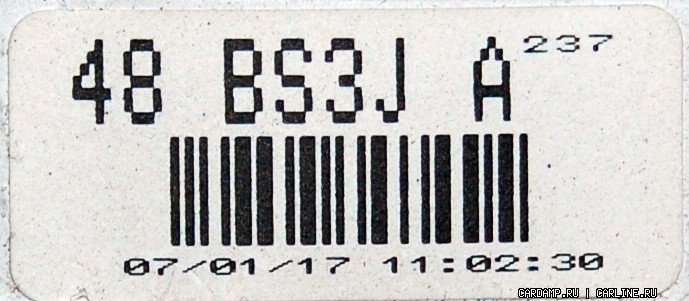 48 BS3J A 237
07/01/17 11:02:30
CARDAMP.RU | CARLINE.RU